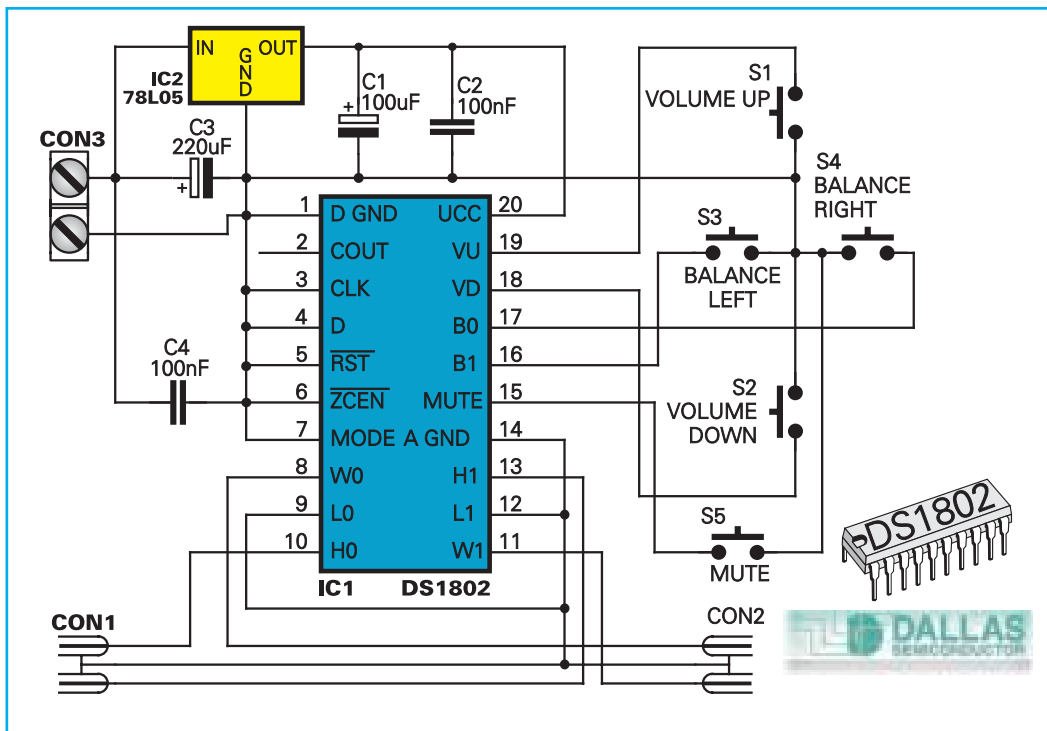 IN
GND
OUT
IC2
78L05
C1
+
100uF
C2
100nF
S1
VOLUME UP
CON3
C3
220uF
+
S4
BALANCE
RIGHT
S3
BALANCE
LEFT
1 D GND UCC 20
2 COUT VU 19
3 CLK VD 18
4 D B0 17
5 RST B1 16
6 ZCEN MUTE 15
7 MODE A GND 14
8 W0 H1 13
9 L0 L1 12
10 H0 W1 11
IC1 DS1802
C4
100nF
S2
VOLUME
DOWN
S5
MUTE
DS1802
CON1
CON2
DALLAS
SEMICONDUCTOR